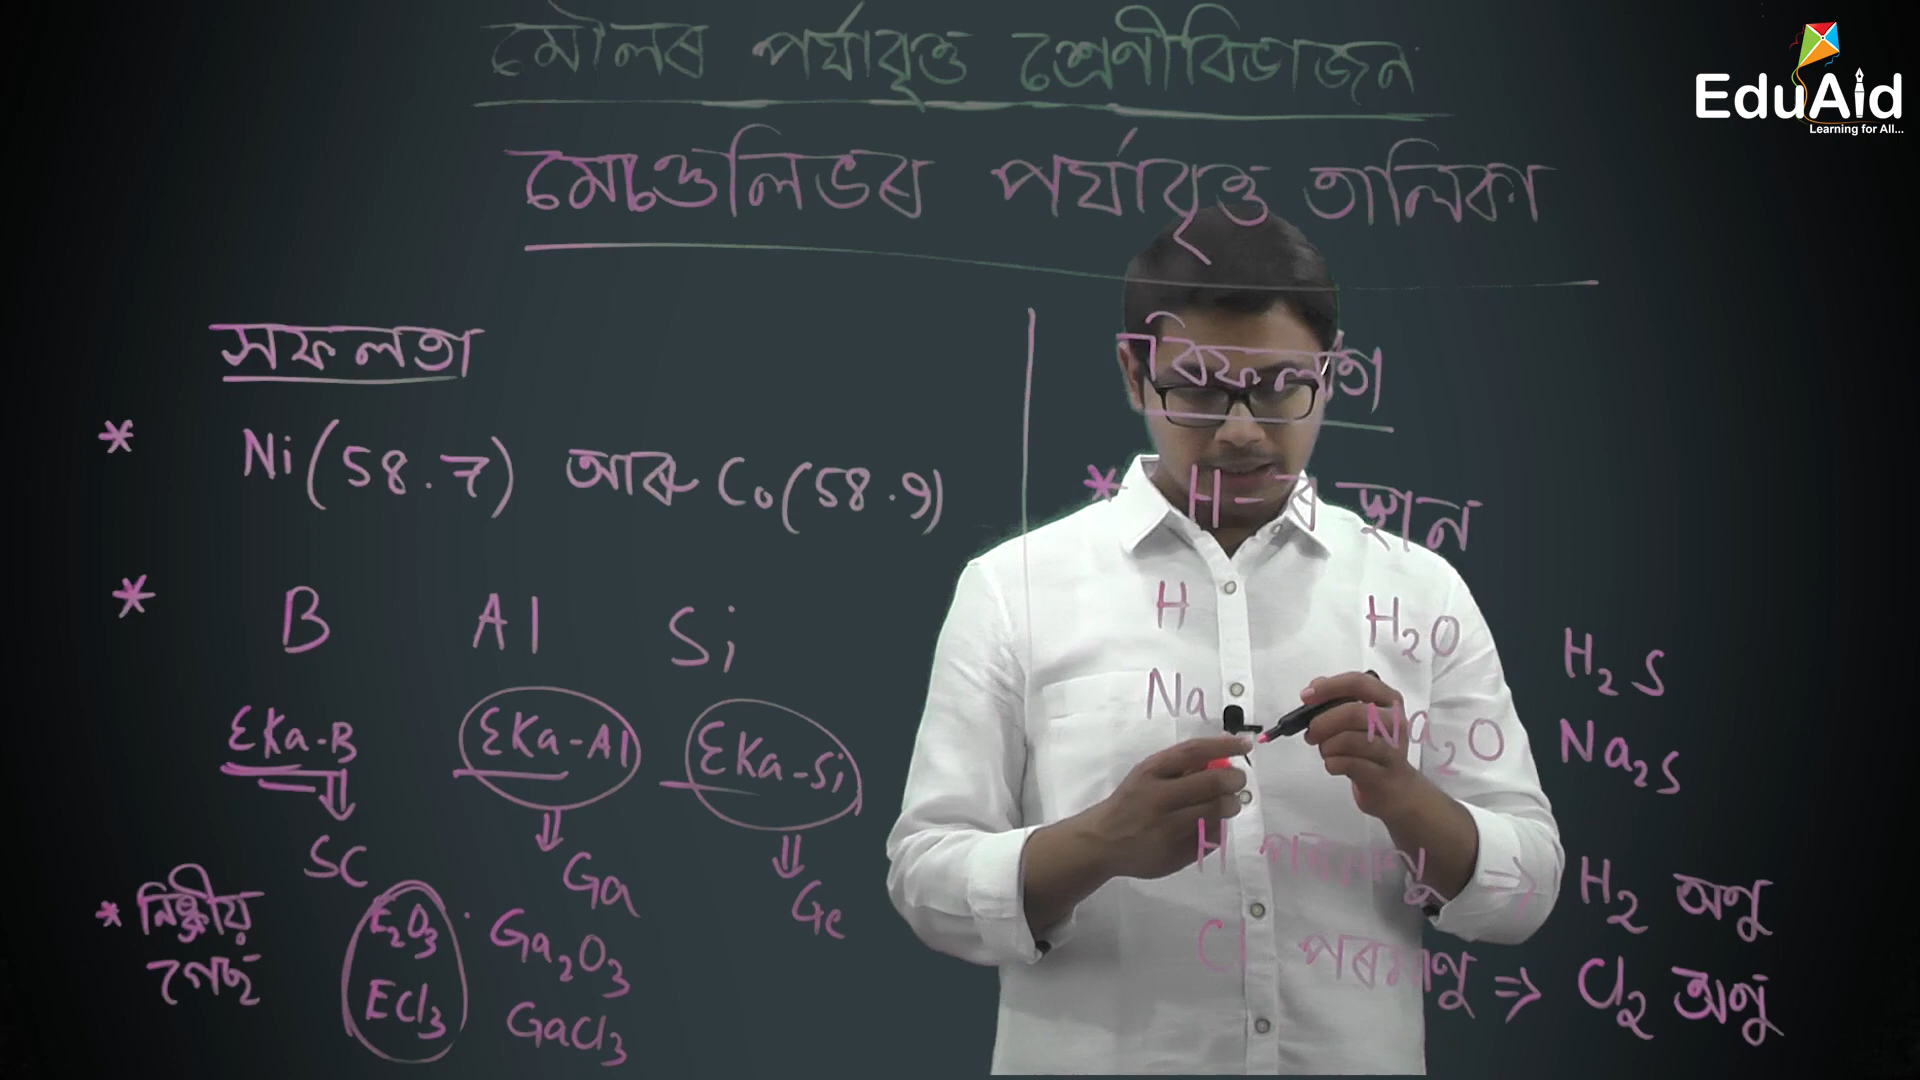 মৌলৰ পৰ্যাবৃত্ত শ্ৰেণীবিভাজন
EduAid
Learning for All...
মেণ্ডেলিভৰ পৰ্যাবৃত্ত তালিকা
সফলতা
* Ni(58.7) আৰু Co(58.9)
* B Al Si
EKa-B EKa-Al EKa-Si
⇓ ⇓ ⇓
Sc Ga Ge
* নিষ্ক্ৰীয় গেছ
E₂O₃ Ga₂O₃
ECl₃ GaCl₃
বিফলতা
* H-ৰ স্থান
H H₂O H₂S
Na Na₂O Na₂S
H পৰমাণু ⇒ H₂ অণু
Cl পৰমাণু ⇒ Cl₂ অণু